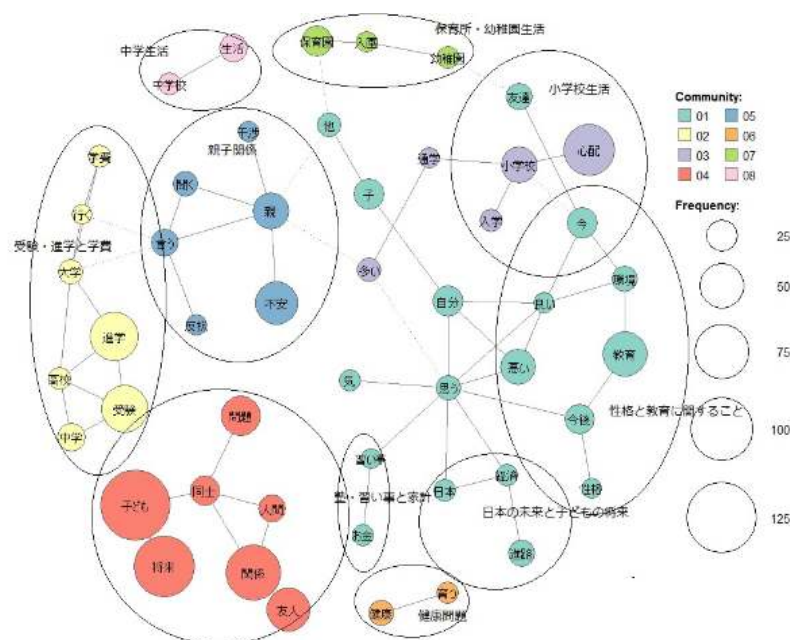 保育所・幼稚園生活
保育園
入園
幼稚園
中学生活
生活
中学校
友達
小学校生活
Community:
01
05
02
06
03
07
04
08
他
干渉
親子関係
通学
小学校
心配
学費
聞く
子
入学
Frequency:
行く
親
今
25
受験・進学と学費
言う
大学
多い
環境
50
不安
自分
良い
反抗
進学
悪い
教育
75
高校
気
思う
受験
問題
今後
性格と教育に関すること
100
中学
習い事
経済
子ども
同士
塾・習い事と家計
日本
性格
人間
日本の未来と子どもの将来
125
お金
将来
関係
友人
健康
育つ
健康問題